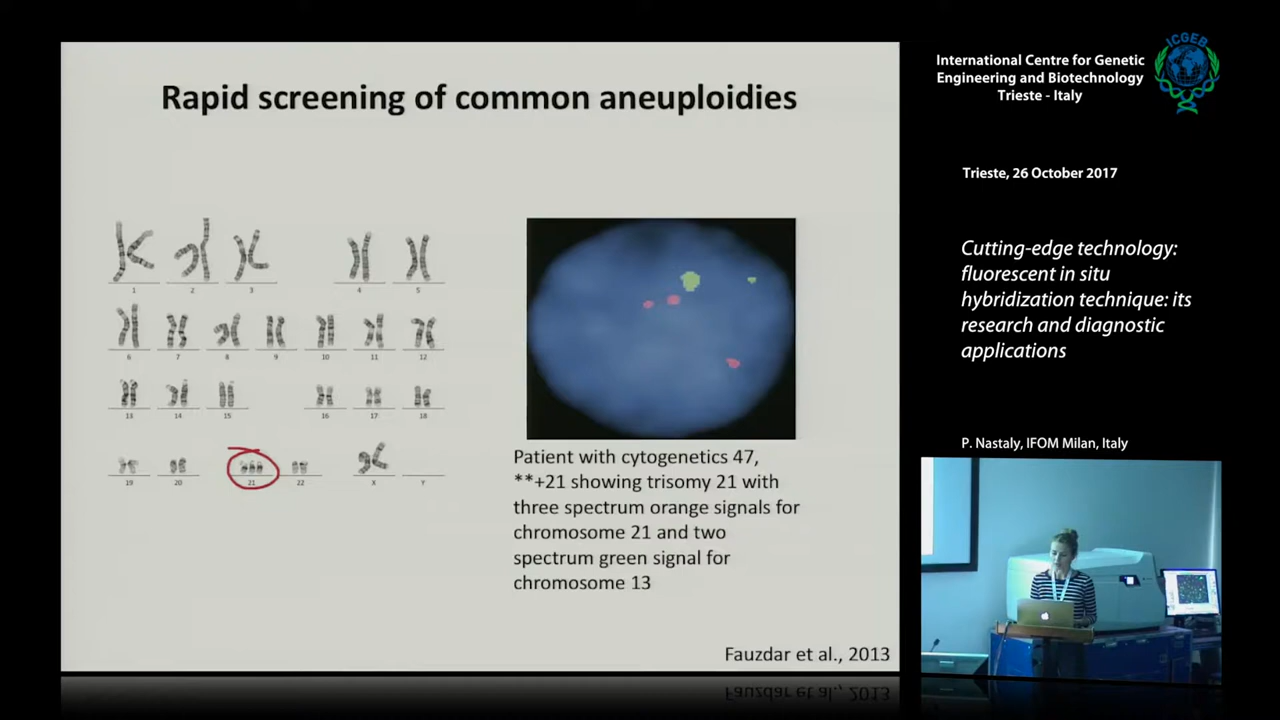 Rapid screening of common aneuploidies
1 2 3 4 5
6 7 8 9 10 11 12
13 14 15 16 17 18
19 20 21 22 X Y
Patient with cytogenetics 47,
**+21 showing trisomy 21 with
three spectrum orange signals for
chromosome 21 and two
spectrum green signal for
chromosome 13
Fauzdar et al., 2013
International Centre for Genetic
Engineering and Biotechnology
Trieste - Italy
ICGEB
Trieste, 26 October 2017
Cutting-edge technology:
fluorescent in situ
hybridization technique: its
research and diagnostic
applications
P. Nastaly, IFOM Milan, Italy